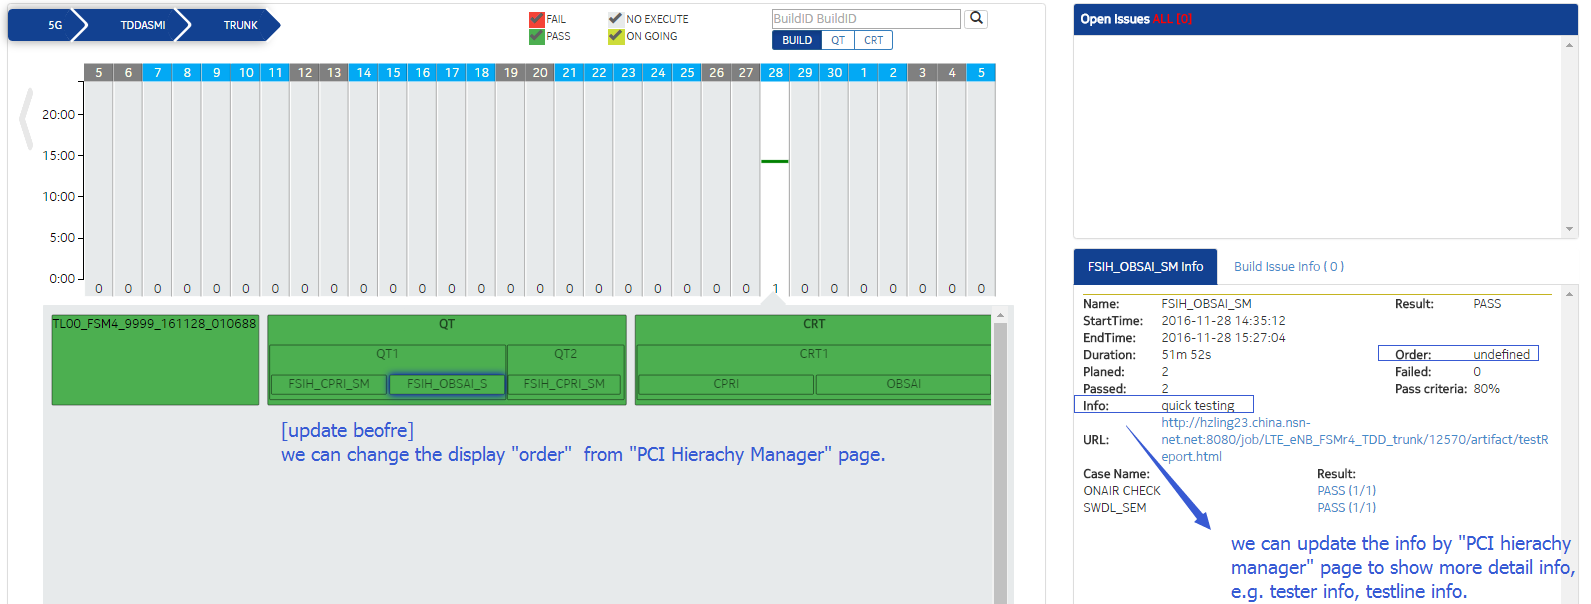 5G TDDASMI TRUNK
FAIL NO EXECUTE
PASS ON GOING
BuildID BuildID
BUILD QT CRT
5 6 7 8 9 10 11 12 13 14 15 16 17 18 19 20 21 22 23 24 25 26 27 28 29 30 1 2 3 4 5
20:00
15:00
10:00
5:00
0:00
0 0 0 0 0 0 0 0 0 0 0 0 0 0 0 0 0 0 0 0 0 0 0 1 0 0 0 0 0 0 0
TL00_FSM4_9999_161128_010688 QT CRT
QT1 QT2 CRT1
FSIH_CPRI_SM FSIH_OBSAI_S FSIH_CPRI_SM CPRI OBSAI
[update beofre]
we can change the display "order" from "PCI Hierachy Manager" page.
Open Issues ALL [0]
FSIH_OBSAI_SM Info Build Issue Info ( 0 )
Name: FSIH_OBSAI_SM Result: PASS
StartTime: 2016-11-28 14:35:12
EndTime: 2016-11-28 15:27:04
Duration: 51m 52s Order: undefined
Planed: 2 Failed: 0
Passed: 2 Pass criteria: 80%
Info: quick testing
http://hzling23.china.nsn-
URL: net.net:8080/job/LTE_eNB_FSMr4_TDD_trunk/12570/artifact/testR
eport.html
Case Name: Result:
ONAIR CHECK PASS (1/1)
SWDL_SEM PASS (1/1)
we can update the info by "PCI hierachy
manager" page to show more detail info,
e.g. tester info, testline info.